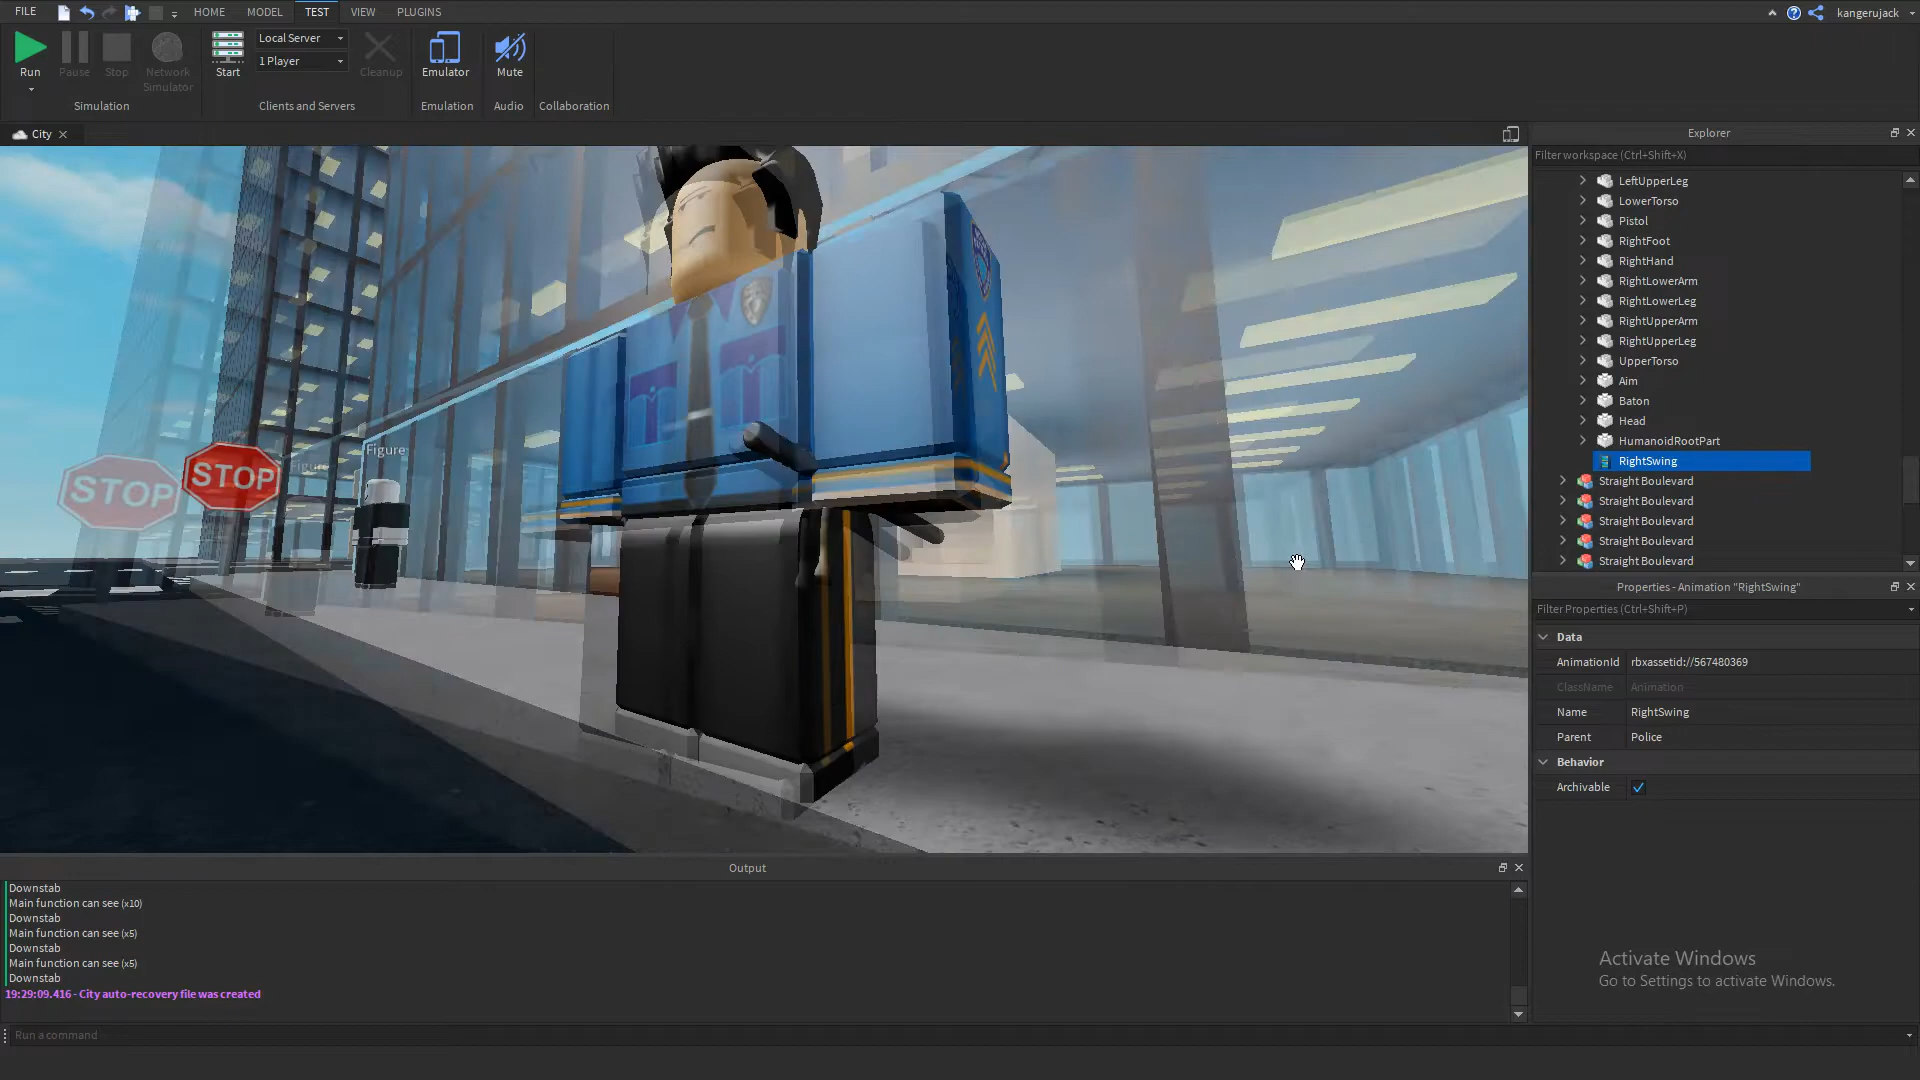 FILE
HOME
MODEL
TEST
VIEW
PLUGINS
kangerujack
Run
Pause
Stop
Network
Simulator
Simulation
Start
Local Server
1 Player
Cleanup
Clients and Servers
Emulator
Emulation
Mute
Audio
Collaboration
City
Explorer
Filter workspace (Ctrl+Shift+X)
LeftUpperLeg
LowerTorso
Pistol
RightFoot
RightHand
RightLowerArm
RightLowerLeg
RightUpperArm
RightUpperLeg
UpperTorso
Aim
Baton
Head
HumanoidRootPart
RightSwing
Straight Boulevard
Straight Boulevard
Straight Boulevard
Straight Boulevard
Straight Boulevard
STOP
STOP
Figure
Figure
Properties - Animation "RightSwing"
Filter Properties (Ctrl+Shift+P)
Data
AnimationId rbxassetid://567480369
ClassName Animation
Name RightSwing
Parent Police
Behavior
Archivable
Output
Downstab
Main function can see (x10)
Downstab
Main function can see (x5)
Downstab
Main function can see (x5)
Downstab
19:29:09.416 - City auto-recovery file was created
Run a command
Activate Windows
Go to Settings to activate Windows.